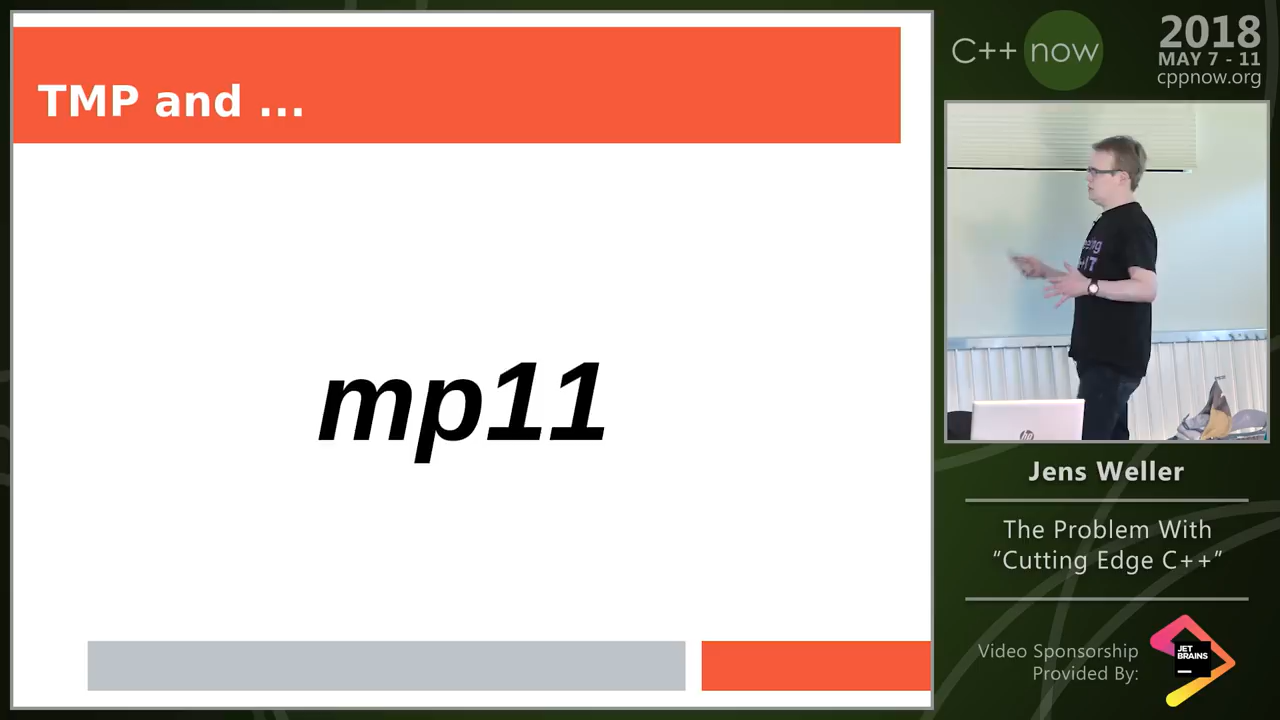 TMP and ...
mp11
C++ now
2018
MAY 7 - 11
cppnow.org
hp
Jens Weller
The Problem With
“Cutting Edge C++”
Video Sponsorship
Provided By:
JET
BRAINS